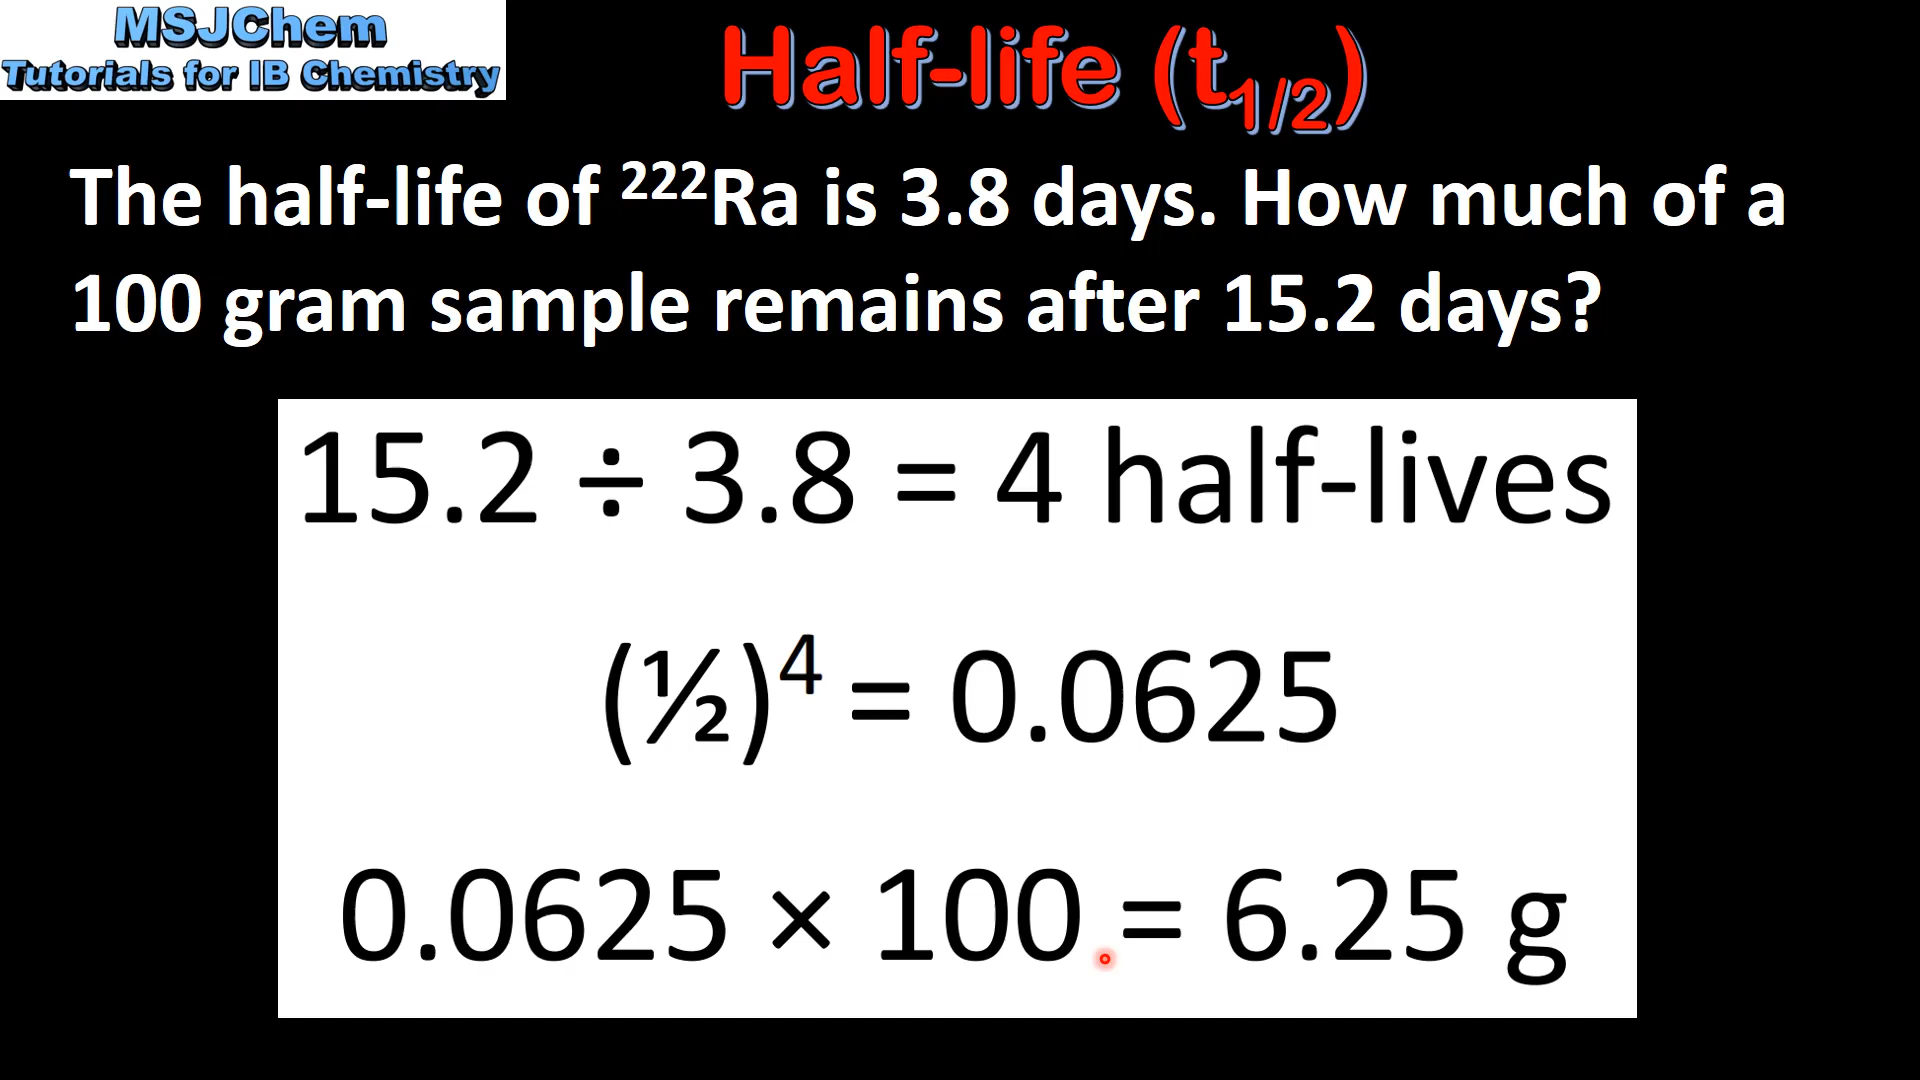 MSJChem
Tutorials for IB Chemistry
Half-life (t1/2)
The half-life of ²²²Ra is 3.8 days. How much of a
100 gram sample remains after 15.2 days?
15.2 ÷ 3.8 = 4 half-lives
(½)⁴ = 0.0625
0.0625 × 100 = 6.25 g